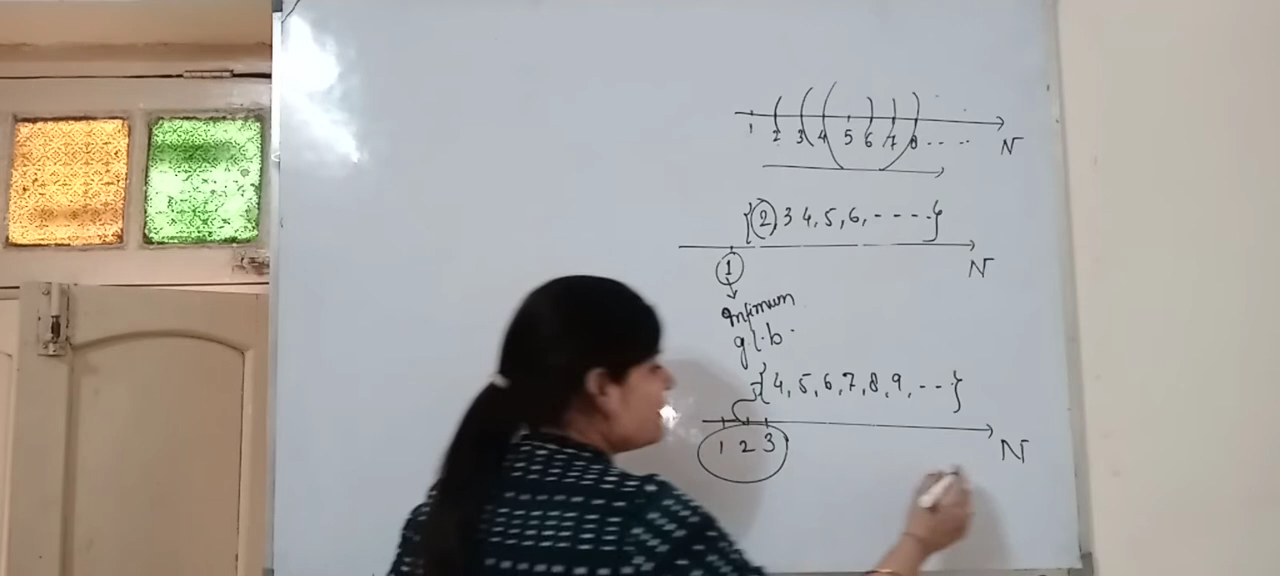 1 2 3 4 5 6 7 8 .. .. N
{2, 3 4, 5, 6, - - - -}
N
1
Infimum
g.l.b.
{4, 5, 6, 7, 8, 9, - - -}
1 2 3
N